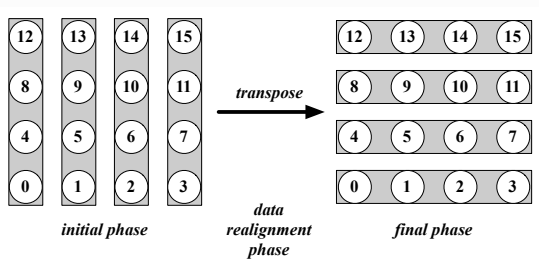 12 13 14 15
8 9 10 11
4 5 6 7
0 1 2 3
initial phase
transpose
data
realignment
phase
12 13 14 15
8 9 10 11
4 5 6 7
0 1 2 3
final phase